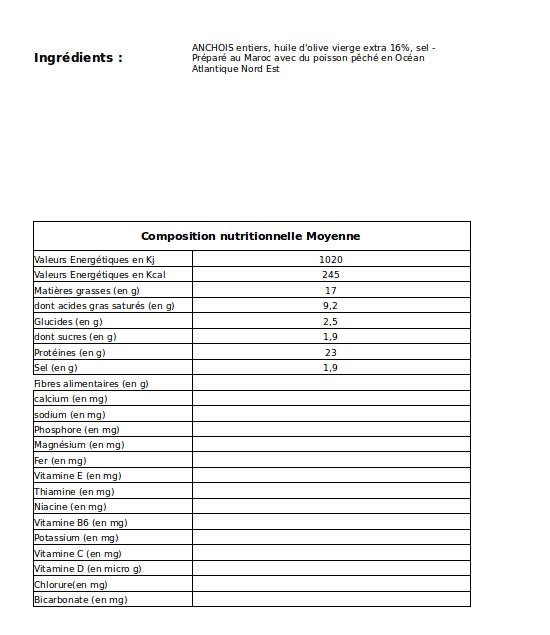 Ingrédients :
ANCHOIS entiers, huile d'olive vierge extra 16%, sel -
Préparé au Maroc avec du poisson pêché en Océan
Atlantique Nord Est
Composition nutritionnelle Moyenne
Valeurs Energétiques en Kj 1020
Valeurs Energétiques en Kcal 245
Matières grasses (en g) 17
dont acides gras saturés (en g) 9,2
Glucides (en g) 2,5
dont sucres (en g) 1,9
Protéines (en g) 23
Sel (en g) 1,9
Fibres alimentaires (en g)
calcium (en mg)
sodium (en mg)
Phosphore (en mg)
Magnésium (en mg)
Fer (en mg)
Vitamine E (en mg)
Thiamine (en mg)
Niacine (en mg)
Vitamine B6 (en mg)
Potassium (en mg)
Vitamine C (en mg)
Vitamine D (en micro g)
Chlorure(en mg)
Bicarbonate (en mg)